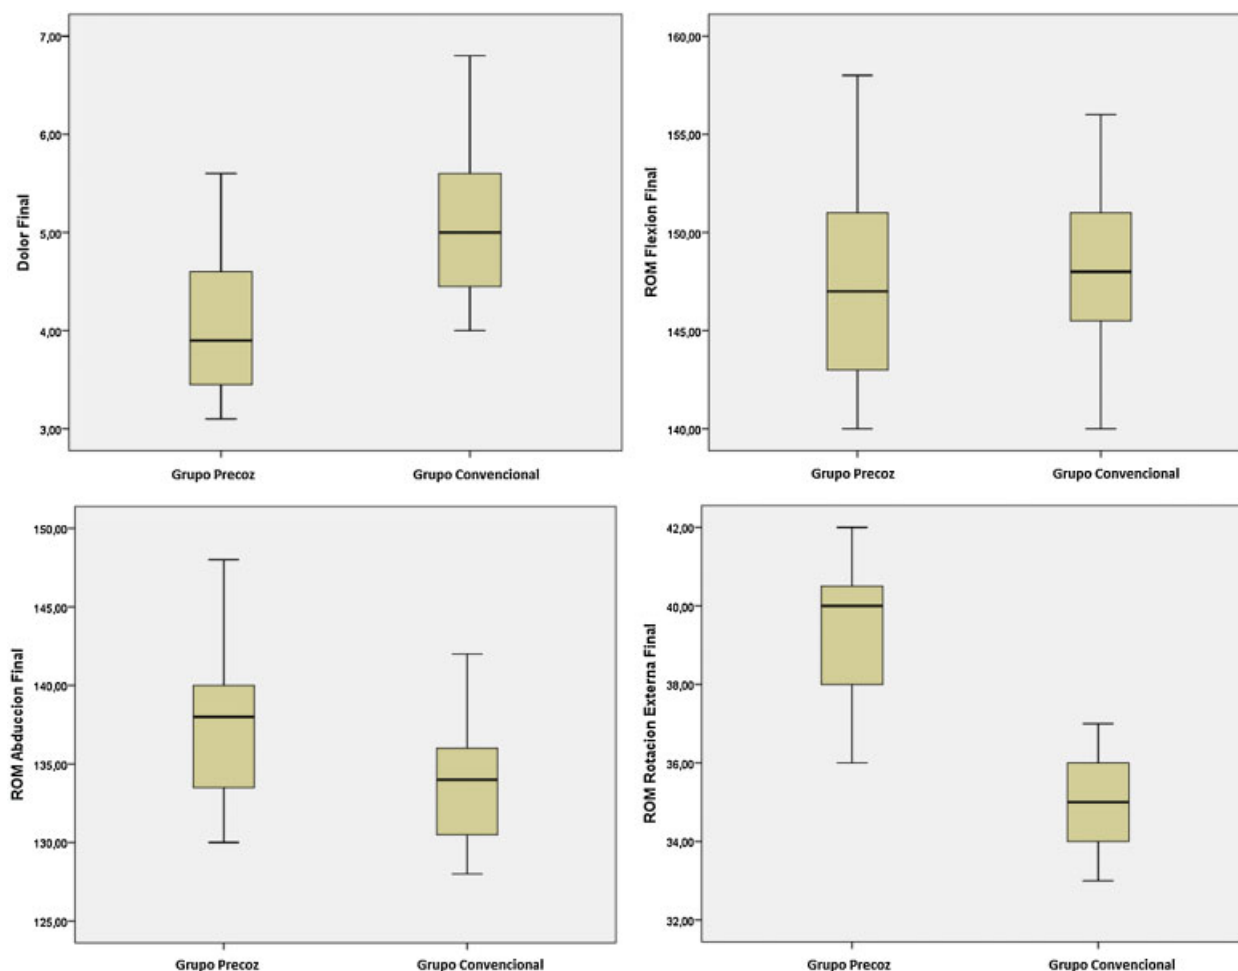 7,00
6,00
5,00
4,00
3,00
Dolor Final
Grupo Precoz
Grupo Convencional
160,00
155,00
150,00
145,00
140,00
ROM Flexion Final
Grupo Precoz
Grupo Convencional
150,00
145,00
140,00
135,00
130,00
125,00
ROM Abduccion Final
Grupo Precoz
Grupo Convencional
42,00
40,00
38,00
36,00
34,00
32,00
ROM Rotacion Externa Final
Grupo Precoz
Grupo Convencional